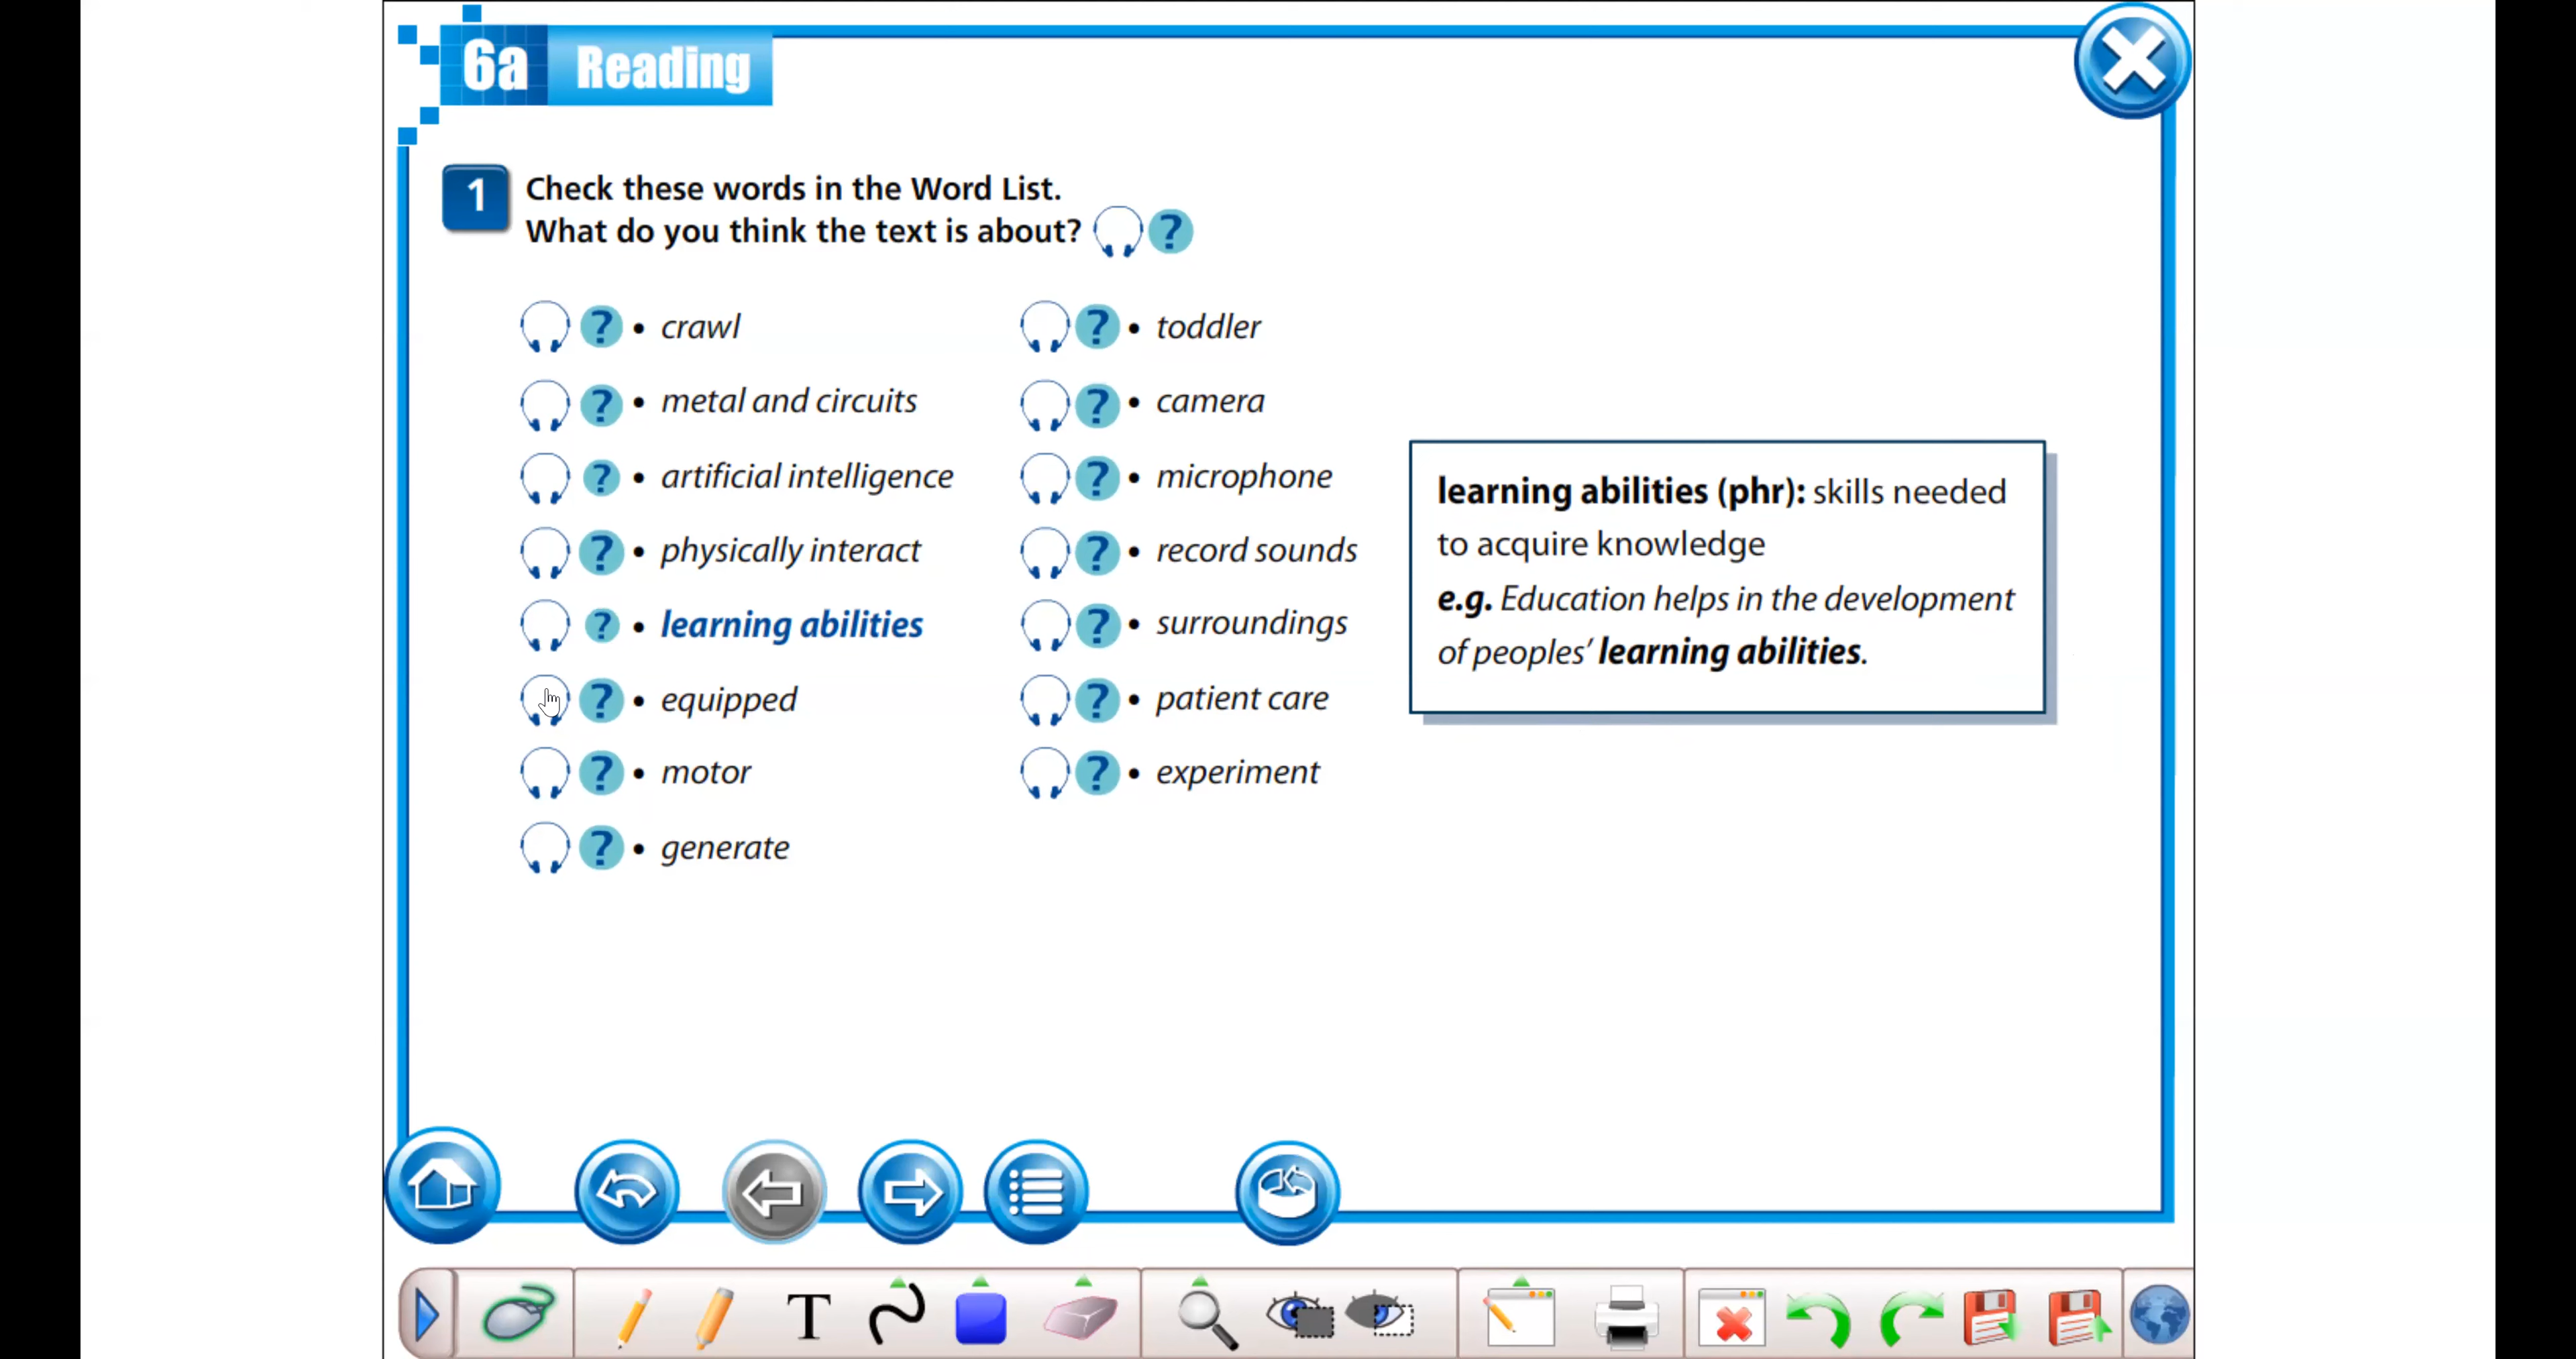 6a Reading
1 Check these words in the Word List.
What do you think the text is about? ?
? • crawl
? • metal and circuits
? • artificial intelligence
? • physically interact
? • learning abilities
? • equipped
? • motor
? • generate
? • toddler
? • camera
? • microphone
? • record sounds
? • surroundings
? • patient care
? • experiment
learning abilities (phr): skills needed
to acquire knowledge
e.g. Education helps in the development
of peoples’ learning abilities.
T